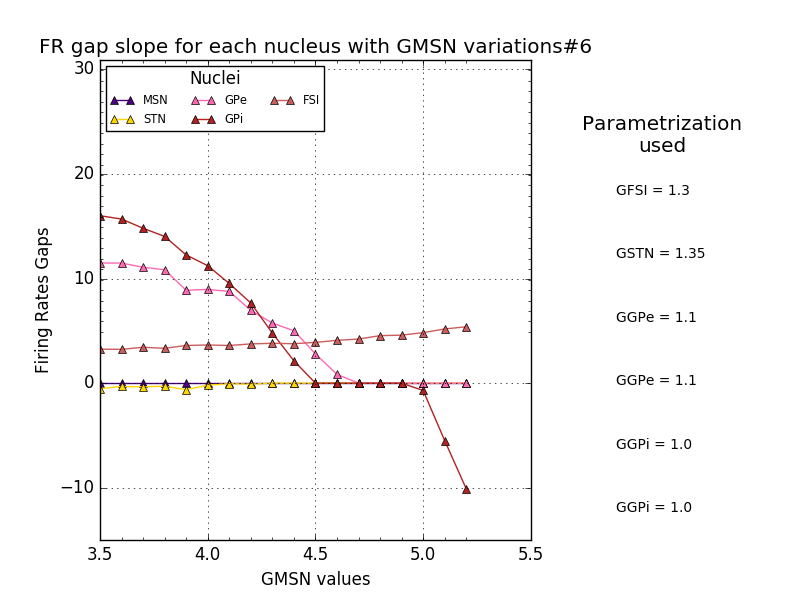 FR gap slope for each nucleus with GMSN variations#6
Nuclei
MSN
STN
GPe
GPi
FSI
30
20
10
0
−10
Firing Rates Gaps
3.5 4.0 4.5 5.0 5.5
GMSN values
Parametrization
used
GFSI = 1.3
GSTN = 1.35
GGPe = 1.1
GGPe = 1.1
GGPi = 1.0
GGPi = 1.0